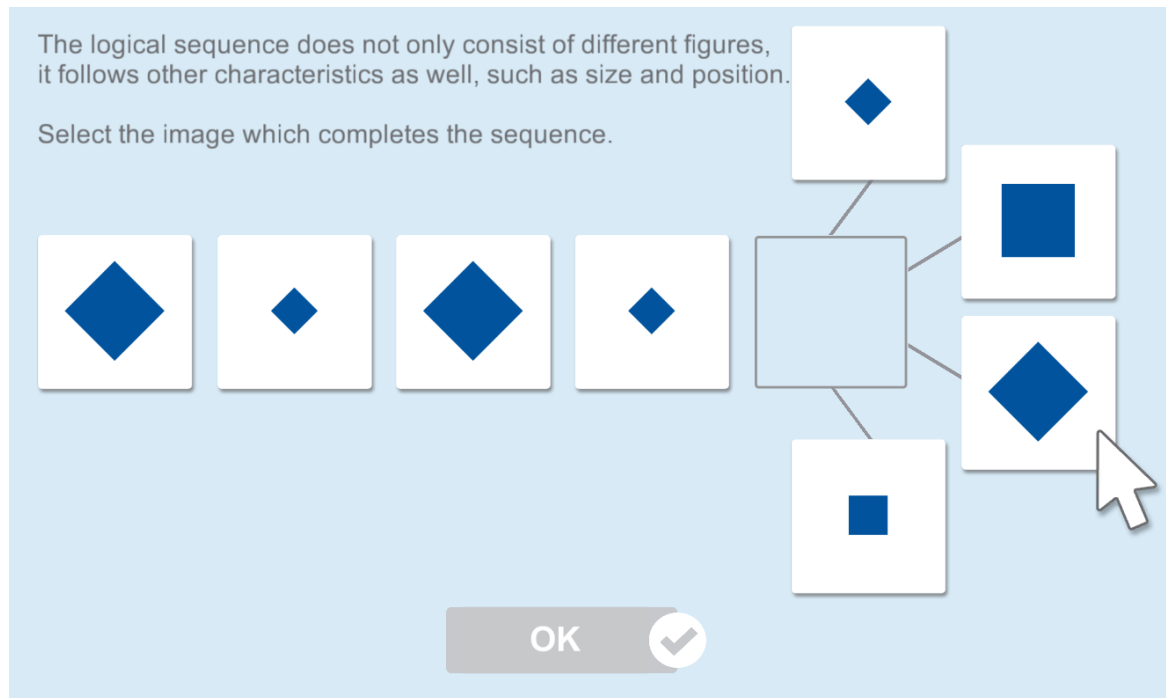 The logical sequence does not only consist of different figures,
it follows other characteristics as well, such as size and position.
Select the image which completes the sequence.
OK